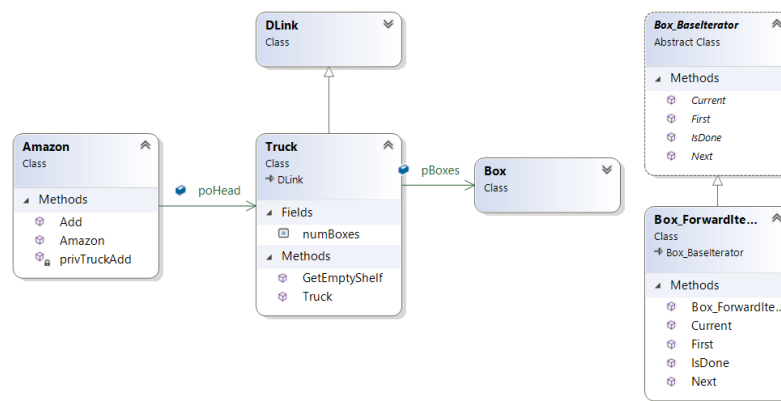 DLink
Class
Box_BaseIterator
Abstract Class
Methods
Current
First
IsDone
Next
Amazon
Class
Methods
Add
Amazon
privTruckAdd
poHead
Truck
Class
DLink
Fields
numBoxes
Methods
GetEmptyShelf
Truck
pBoxes
Box
Class
Box_ForwardIte...
Class
Box_BaseIterator
Methods
Box_ForwardIte...
Current
First
IsDone
Next